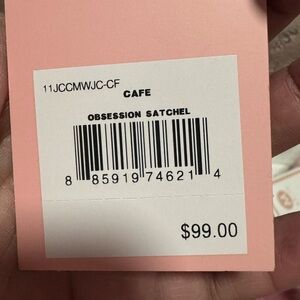 11JCCMWJC-CF
CAFE
OBSESSION SATCHEL
8 85919 74621 4
$99.00